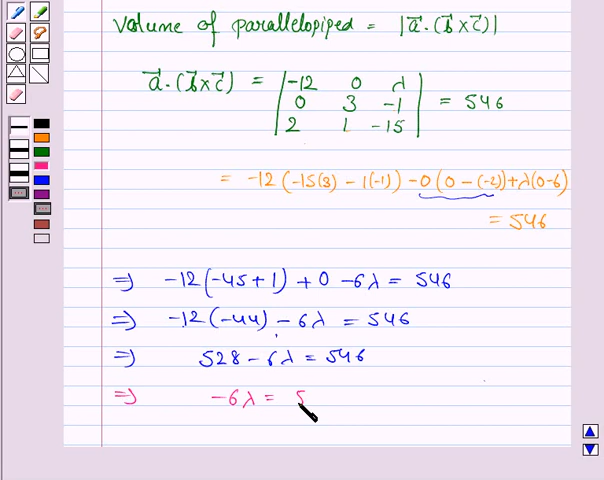 Volume of parallelopiped = |a⃗ . (b⃗ × c⃗)|
a⃗ . (b⃗ × c⃗) = | -12 0 λ |
| 0 3 -1 | = 546
| 2 1 -15 |
= -12 (-15(3) - 1(-1)) - 0 (0 - (-2)) + λ(0-6)
= 546
⇒ -12 (-45 + 1) + 0 - 6λ = 546
⇒ -12 (-44) - 6λ = 546
⇒ 528 - 6λ = 546
⇒ -6λ = 5